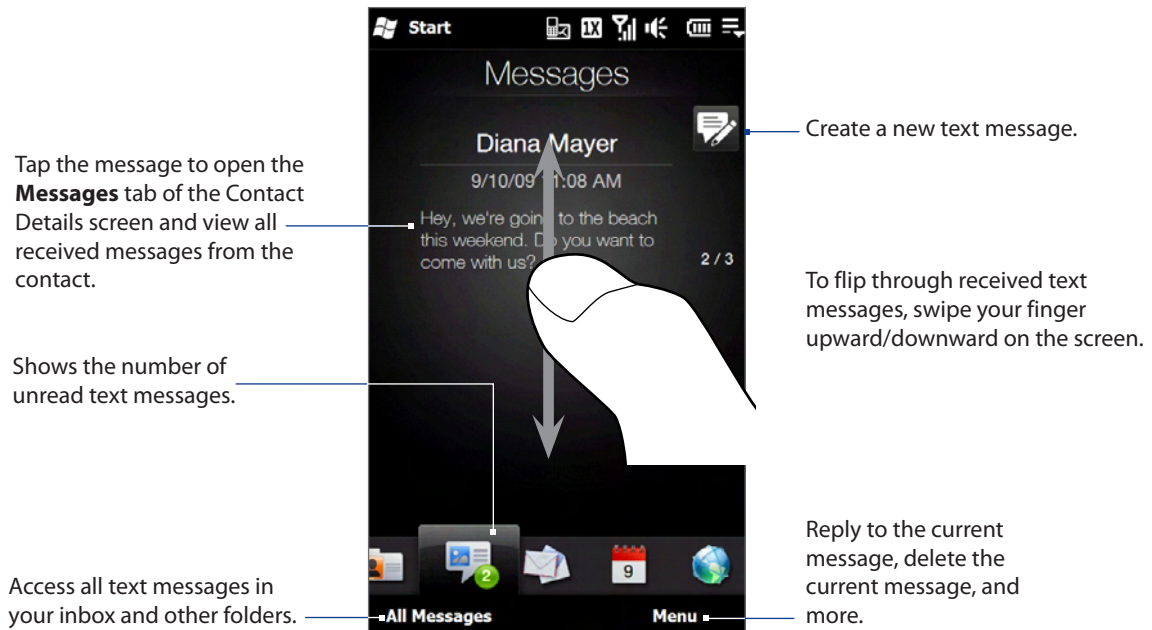 Start
1X
Messages
Diana Mayer
9/10/09 11:08 AM
Hey, we're going to the beach
this weekend. Do you want to
come with us?
2 / 3
2
9
All Messages
Menu
Tap the message to open the
Messages tab of the Contact
Details screen and view all
received messages from the
contact.
Shows the number of
unread text messages.
Access all text messages in
your inbox and other folders.
Create a new text message.
To flip through received text
messages, swipe your finger
upward/downward on the screen.
Reply to the current
message, delete the
current message, and
more.